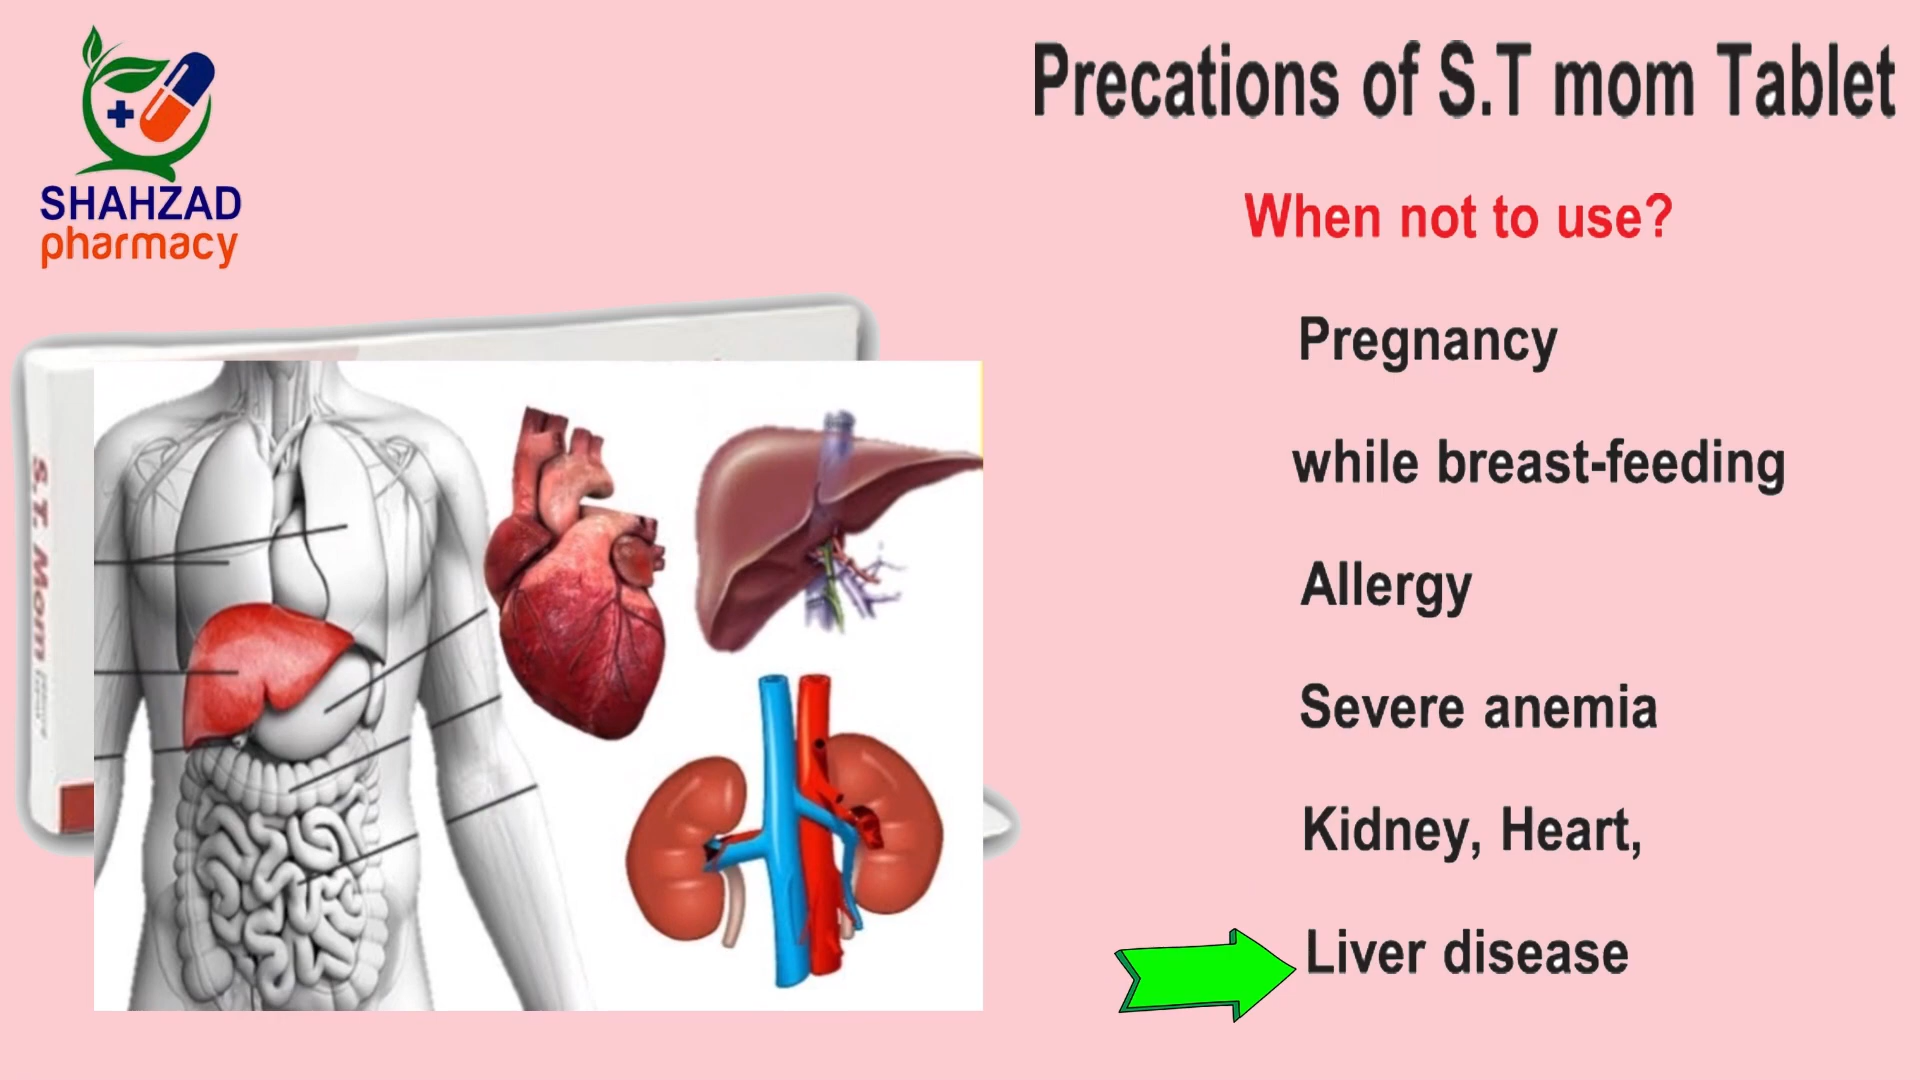 SHAHZAD
pharmacy
Precations of S.T mom Tablet
When not to use?
Pregnancy
while breast-feeding
Allergy
Severe anemia
Kidney, Heart,
Liver disease
S.T. Mom